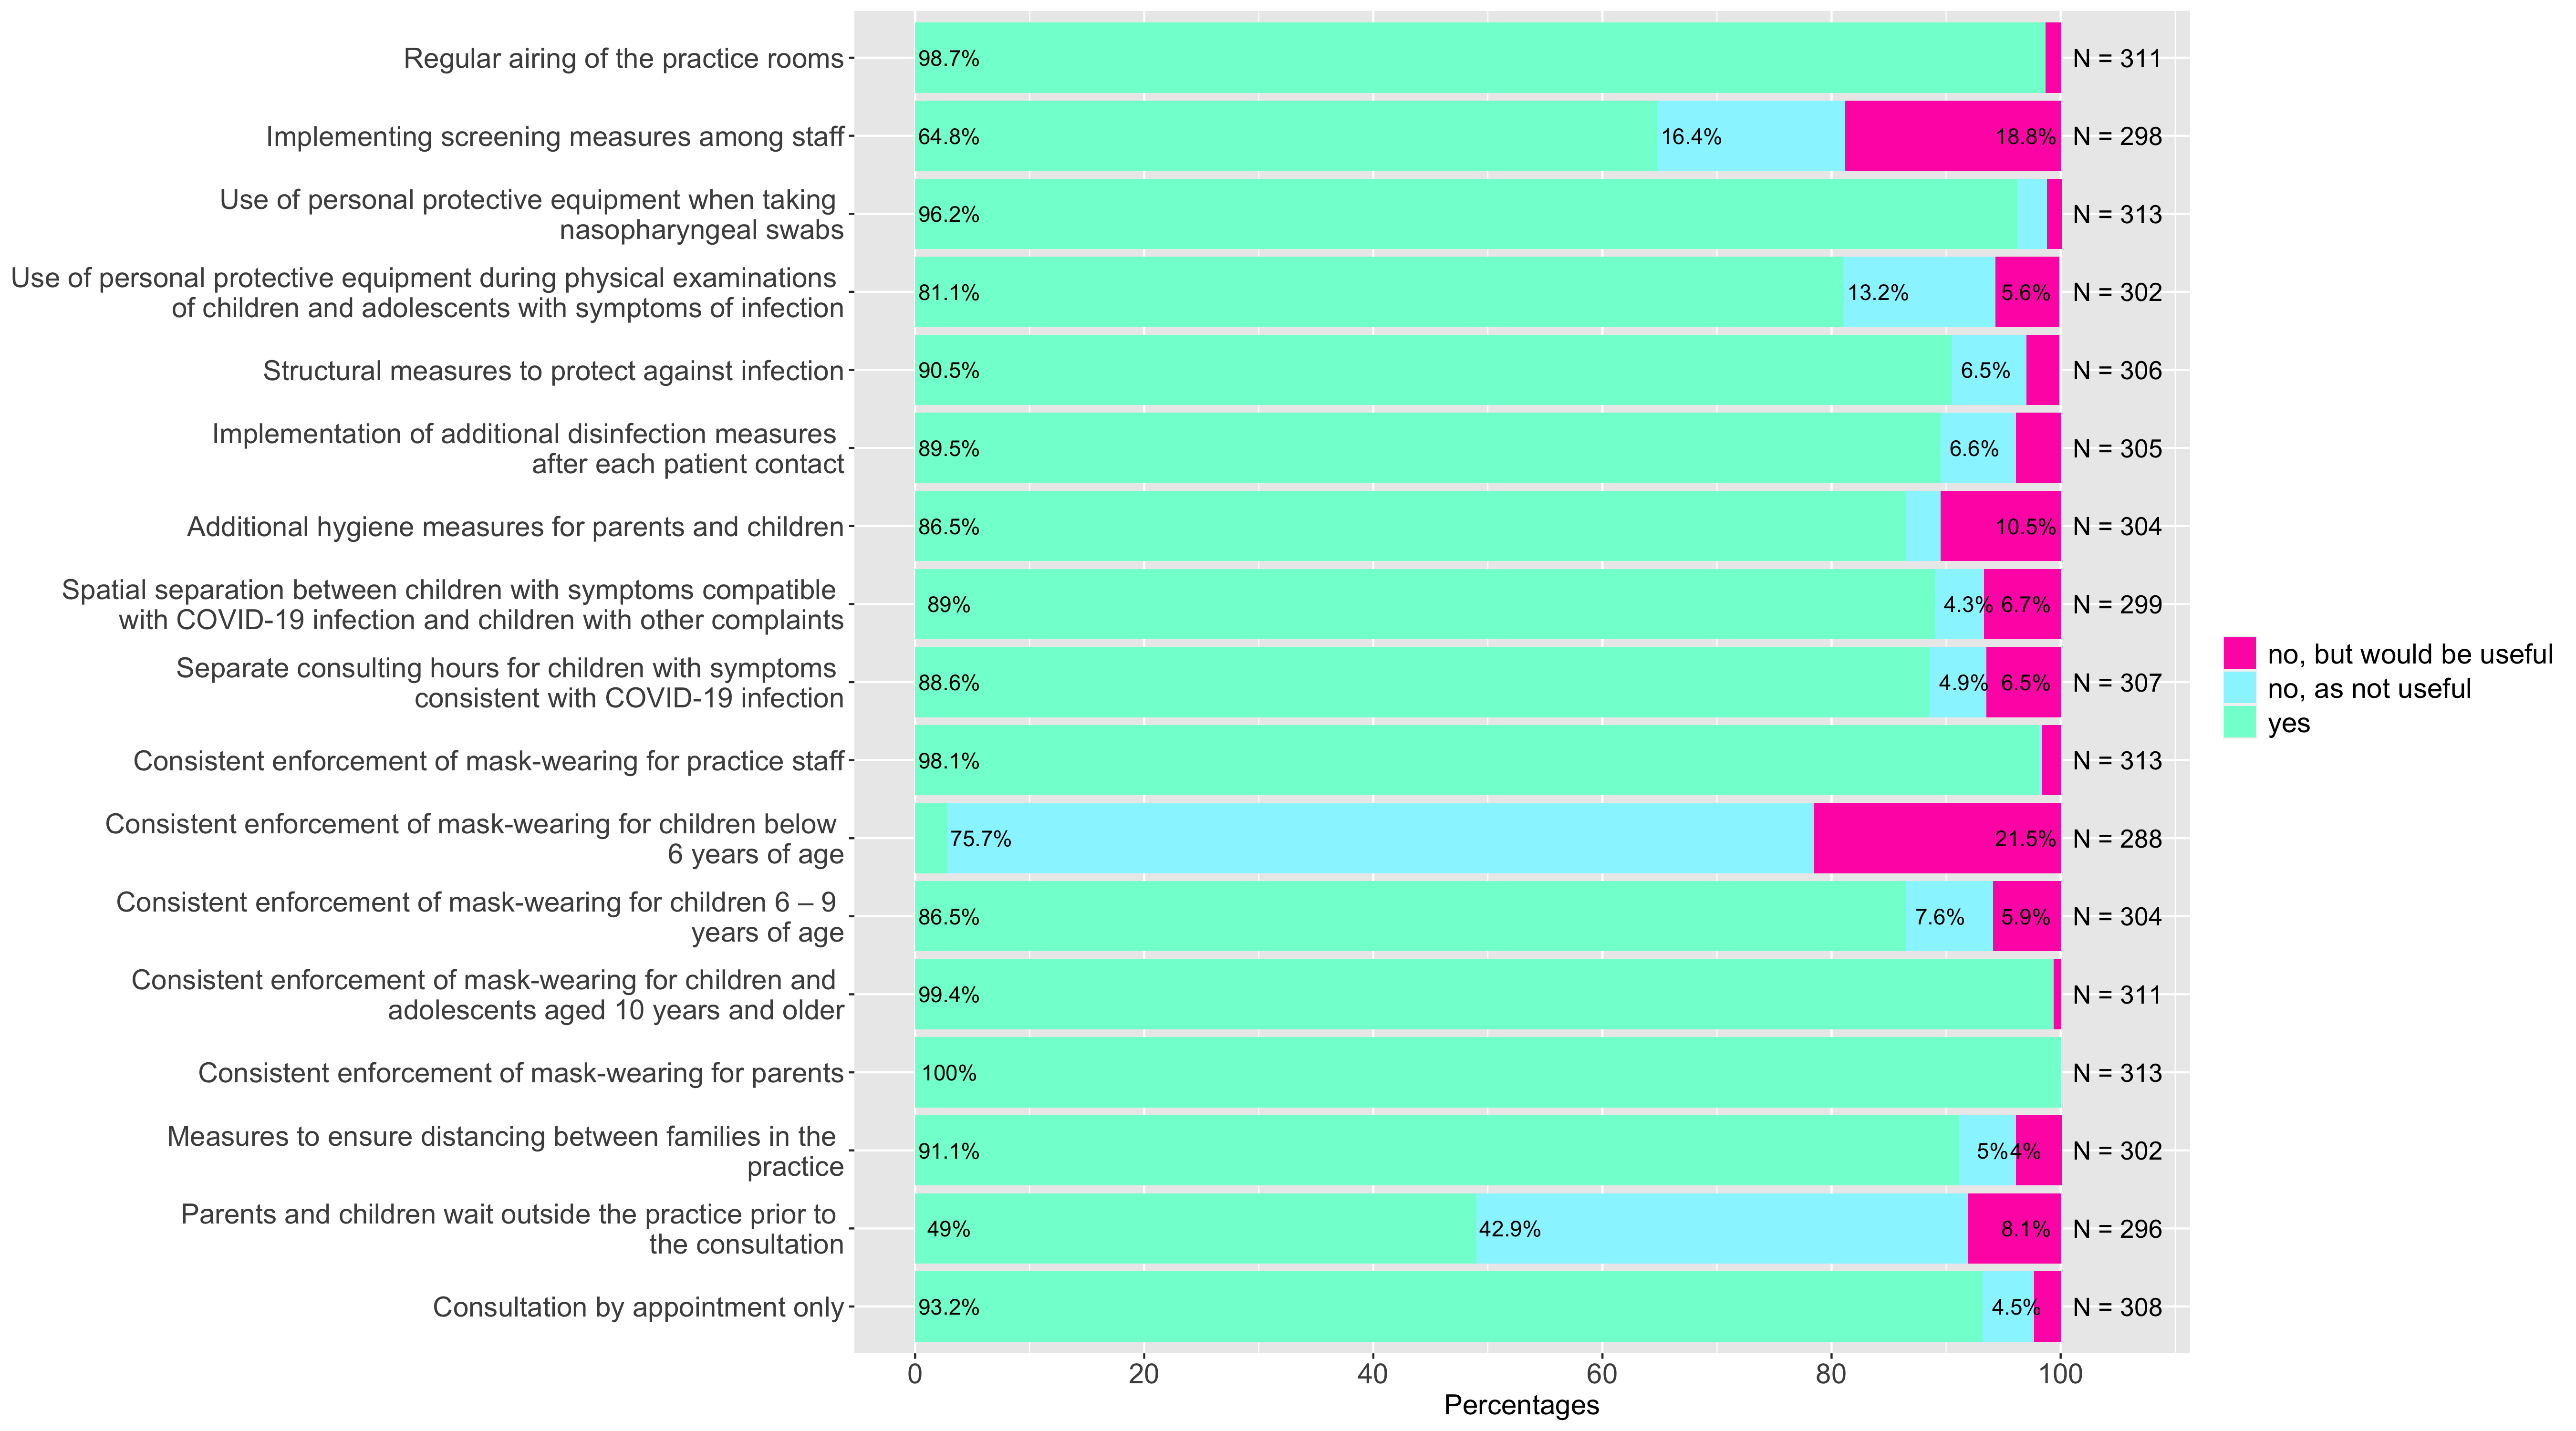 Regular airing of the practice rooms
98.7%
N = 311
Implementing screening measures among staff
64.8%
16.4%
18.8%
N = 298
Use of personal protective equipment when taking
nasopharyngeal swabs
96.2%
N = 313
Use of personal protective equipment during physical examinations
of children and adolescents with symptoms of infection
81.1%
13.2%
5.6%
N = 302
Structural measures to protect against infection
90.5%
6.5%
N = 306
Implementation of additional disinfection measures
after each patient contact
89.5%
6.6%
N = 305
Additional hygiene measures for parents and children
86.5%
10.5%
N = 304
Spatial separation between children with symptoms compatible
with COVID-19 infection and children with other complaints
89%
4.3%
6.7%
N = 299
Separate consulting hours for children with symptoms
consistent with COVID-19 infection
88.6%
4.9%
6.5%
N = 307
Consistent enforcement of mask-wearing for practice staff
98.1%
N = 313
Consistent enforcement of mask-wearing for children below
6 years of age
75.7%
21.5%
N = 288
Consistent enforcement of mask-wearing for children 6 – 9
years of age
86.5%
7.6%
5.9%
N = 304
Consistent enforcement of mask-wearing for children and
adolescents aged 10 years and older
99.4%
N = 311
Consistent enforcement of mask-wearing for parents
100%
N = 313
Measures to ensure distancing between families in the
practice
91.1%
5%
4%
N = 302
Parents and children wait outside the practice prior to
the consultation
49%
42.9%
8.1%
N = 296
Consultation by appointment only
93.2%
4.5%
N = 308
0 20 40 60 80 100
Percentages
no, but would be useful
no, as not useful
yes